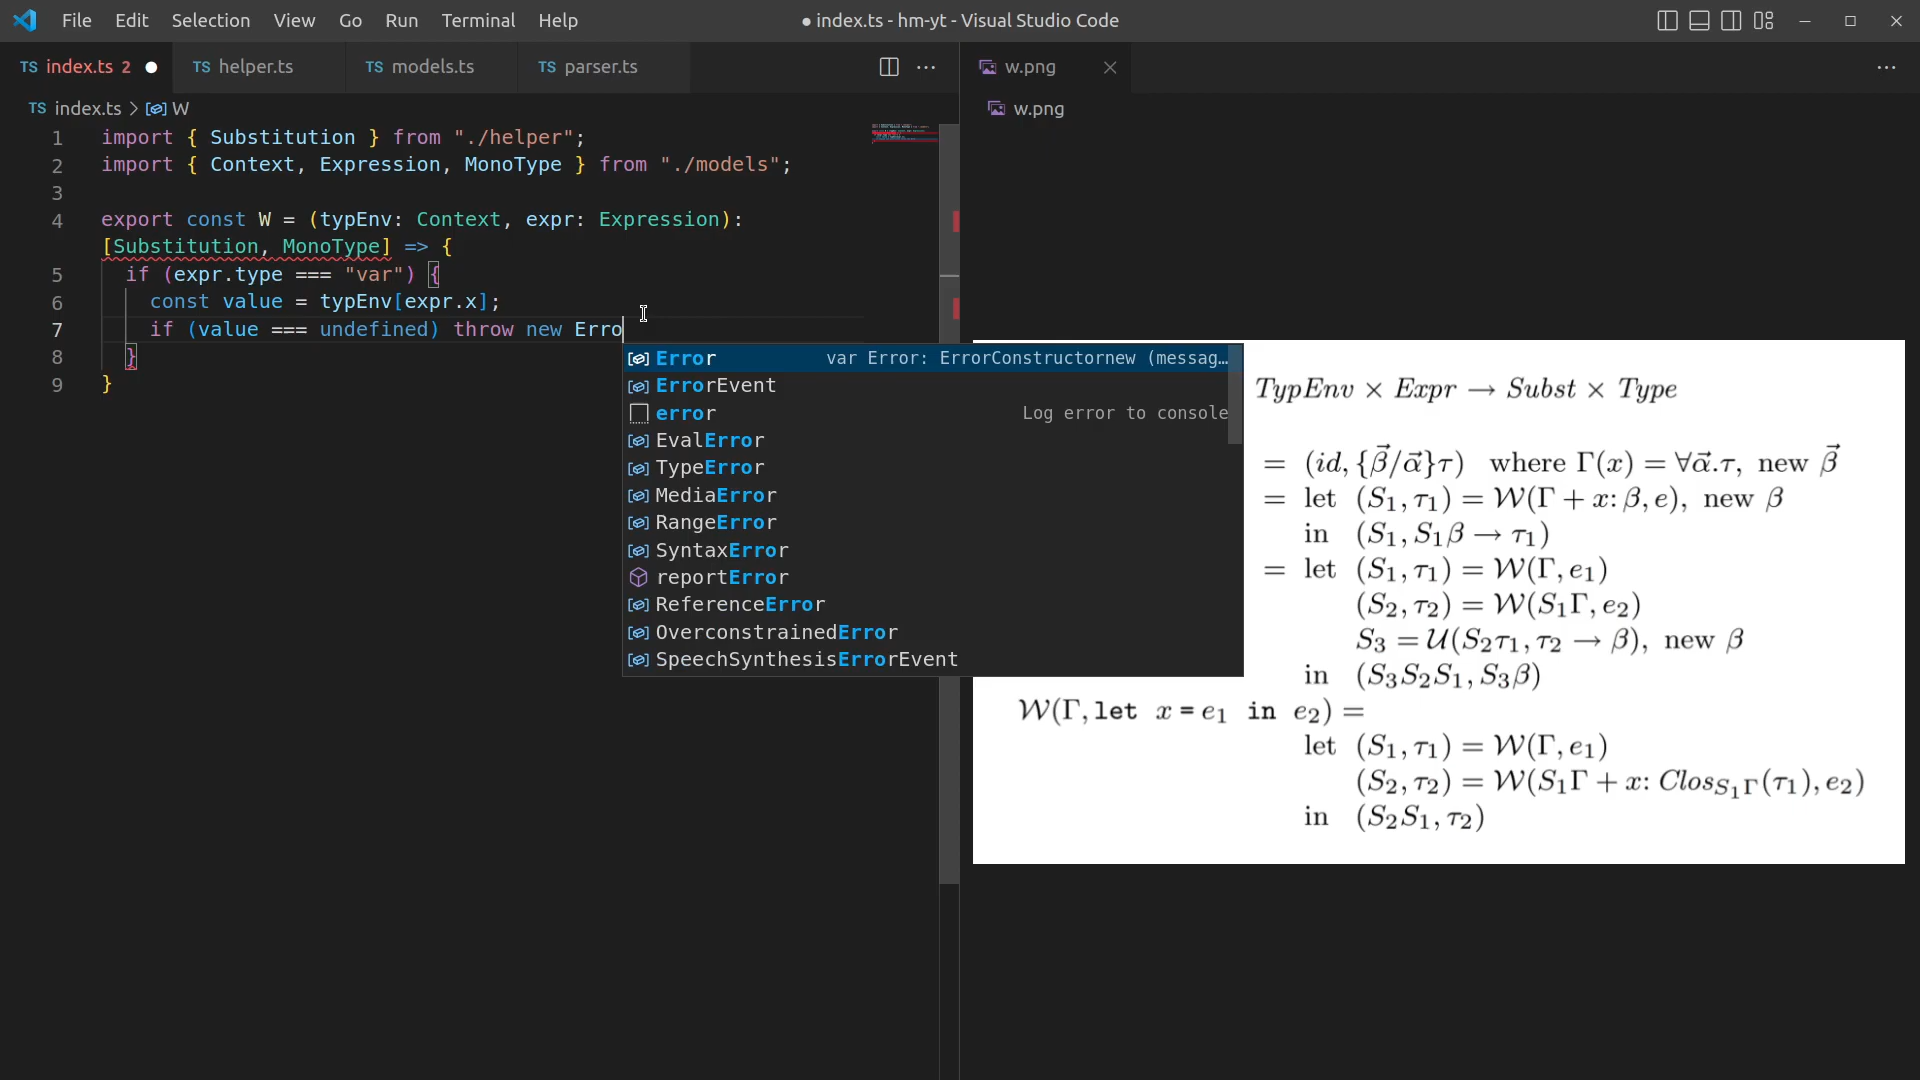 File Edit Selection View Go Run Terminal Help
● index.ts - hm-yt - Visual Studio Code
TS index.ts 2 ●
TS helper.ts
TS models.ts
TS parser.ts
w.png
TS index.ts > W
w.png
1 import { Substitution } from "./helper";
2 import { Context, Expression, MonoType } from "./models";
3
4 export const W = (typEnv: Context, expr: Expression):
[Substitution, MonoType] => {
5 if (expr.type === "var") {
6 const value = typEnv[expr.x];
7 if (value === undefined) throw new Erro
8 }
9 }
Error var Error: ErrorConstructornew (messag…
ErrorEvent
error Log error to console
EvalError
TypeError
MediaError
RangeError
SyntaxError
reportError
ReferenceError
OverconstrainedError
SpeechSynthesisErrorEvent
TypEnv × Expr → Subst × Type
= (id, {β⃗/α⃗}τ) where Γ(x) = ∀α⃗.τ, new β⃗
= let (S₁, τ₁) = 𝒲(Γ + x: β, e), new β
in (S₁, S₁β → τ₁)
= let (S₁, τ₁) = 𝒲(Γ, e₁)
(S₂, τ₂) = 𝒲(S₁Γ, e₂)
S₃ = 𝒰(S₂τ₁, τ₂ → β), new β
in (S₃S₂S₁, S₃β)
𝒲(Γ, let x = e₁ in e₂) =
let (S₁, τ₁) = 𝒲(Γ, e₁)
(S₂, τ₂) = 𝒲(S₁Γ + x: Clos_S₁Γ(τ₁), e₂)
in (S₂S₁, τ₂)